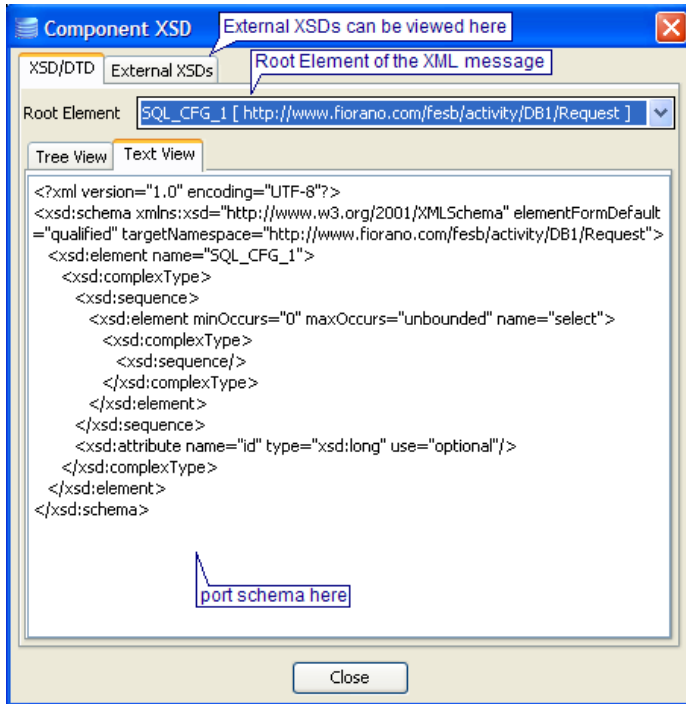 Component XSD
External XSDs can be viewed here
XSD/DTD
External XSDs
Root Element of the XML message
Root Element
SQL_CFG_1 [ http://www.fiorano.com/fesb/activity/DB1/Request ]
Tree View
Text View
<?xml version="1.0" encoding="UTF-8"?>
<xsd:schema xmlns:xsd="http://www.w3.org/2001/XMLSchema" elementFormDefault
="qualified" targetNamespace="http://www.fiorano.com/fesb/activity/DB1/Request">
<xsd:element name="SQL_CFG_1">
<xsd:complexType>
<xsd:sequence>
<xsd:element minOccurs="0" maxOccurs="unbounded" name="select">
<xsd:complexType>
<xsd:sequence/>
</xsd:complexType>
</xsd:element>
</xsd:sequence>
<xsd:attribute name="id" type="xsd:long" use="optional"/>
</xsd:complexType>
</xsd:element>
</xsd:schema>
port schema here
Close